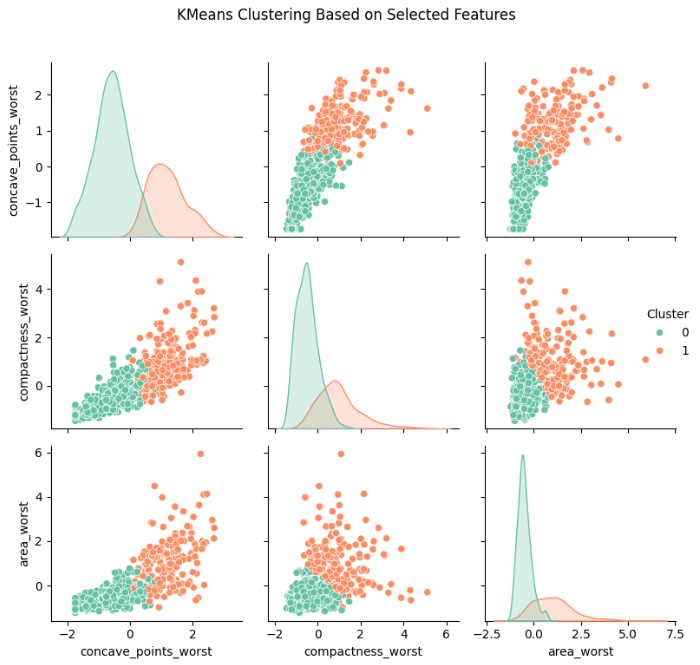 KMeans Clustering Based on Selected Features
concave_points_worst
2
1
0
−1
compactness_worst
4
2
0
Cluster
0
1
area_worst
6
4
2
0
−2 0 2
−2 0 2 4 6
−2.5 0.0 2.5 5.0 7.5
concave_points_worst compactness_worst area_worst